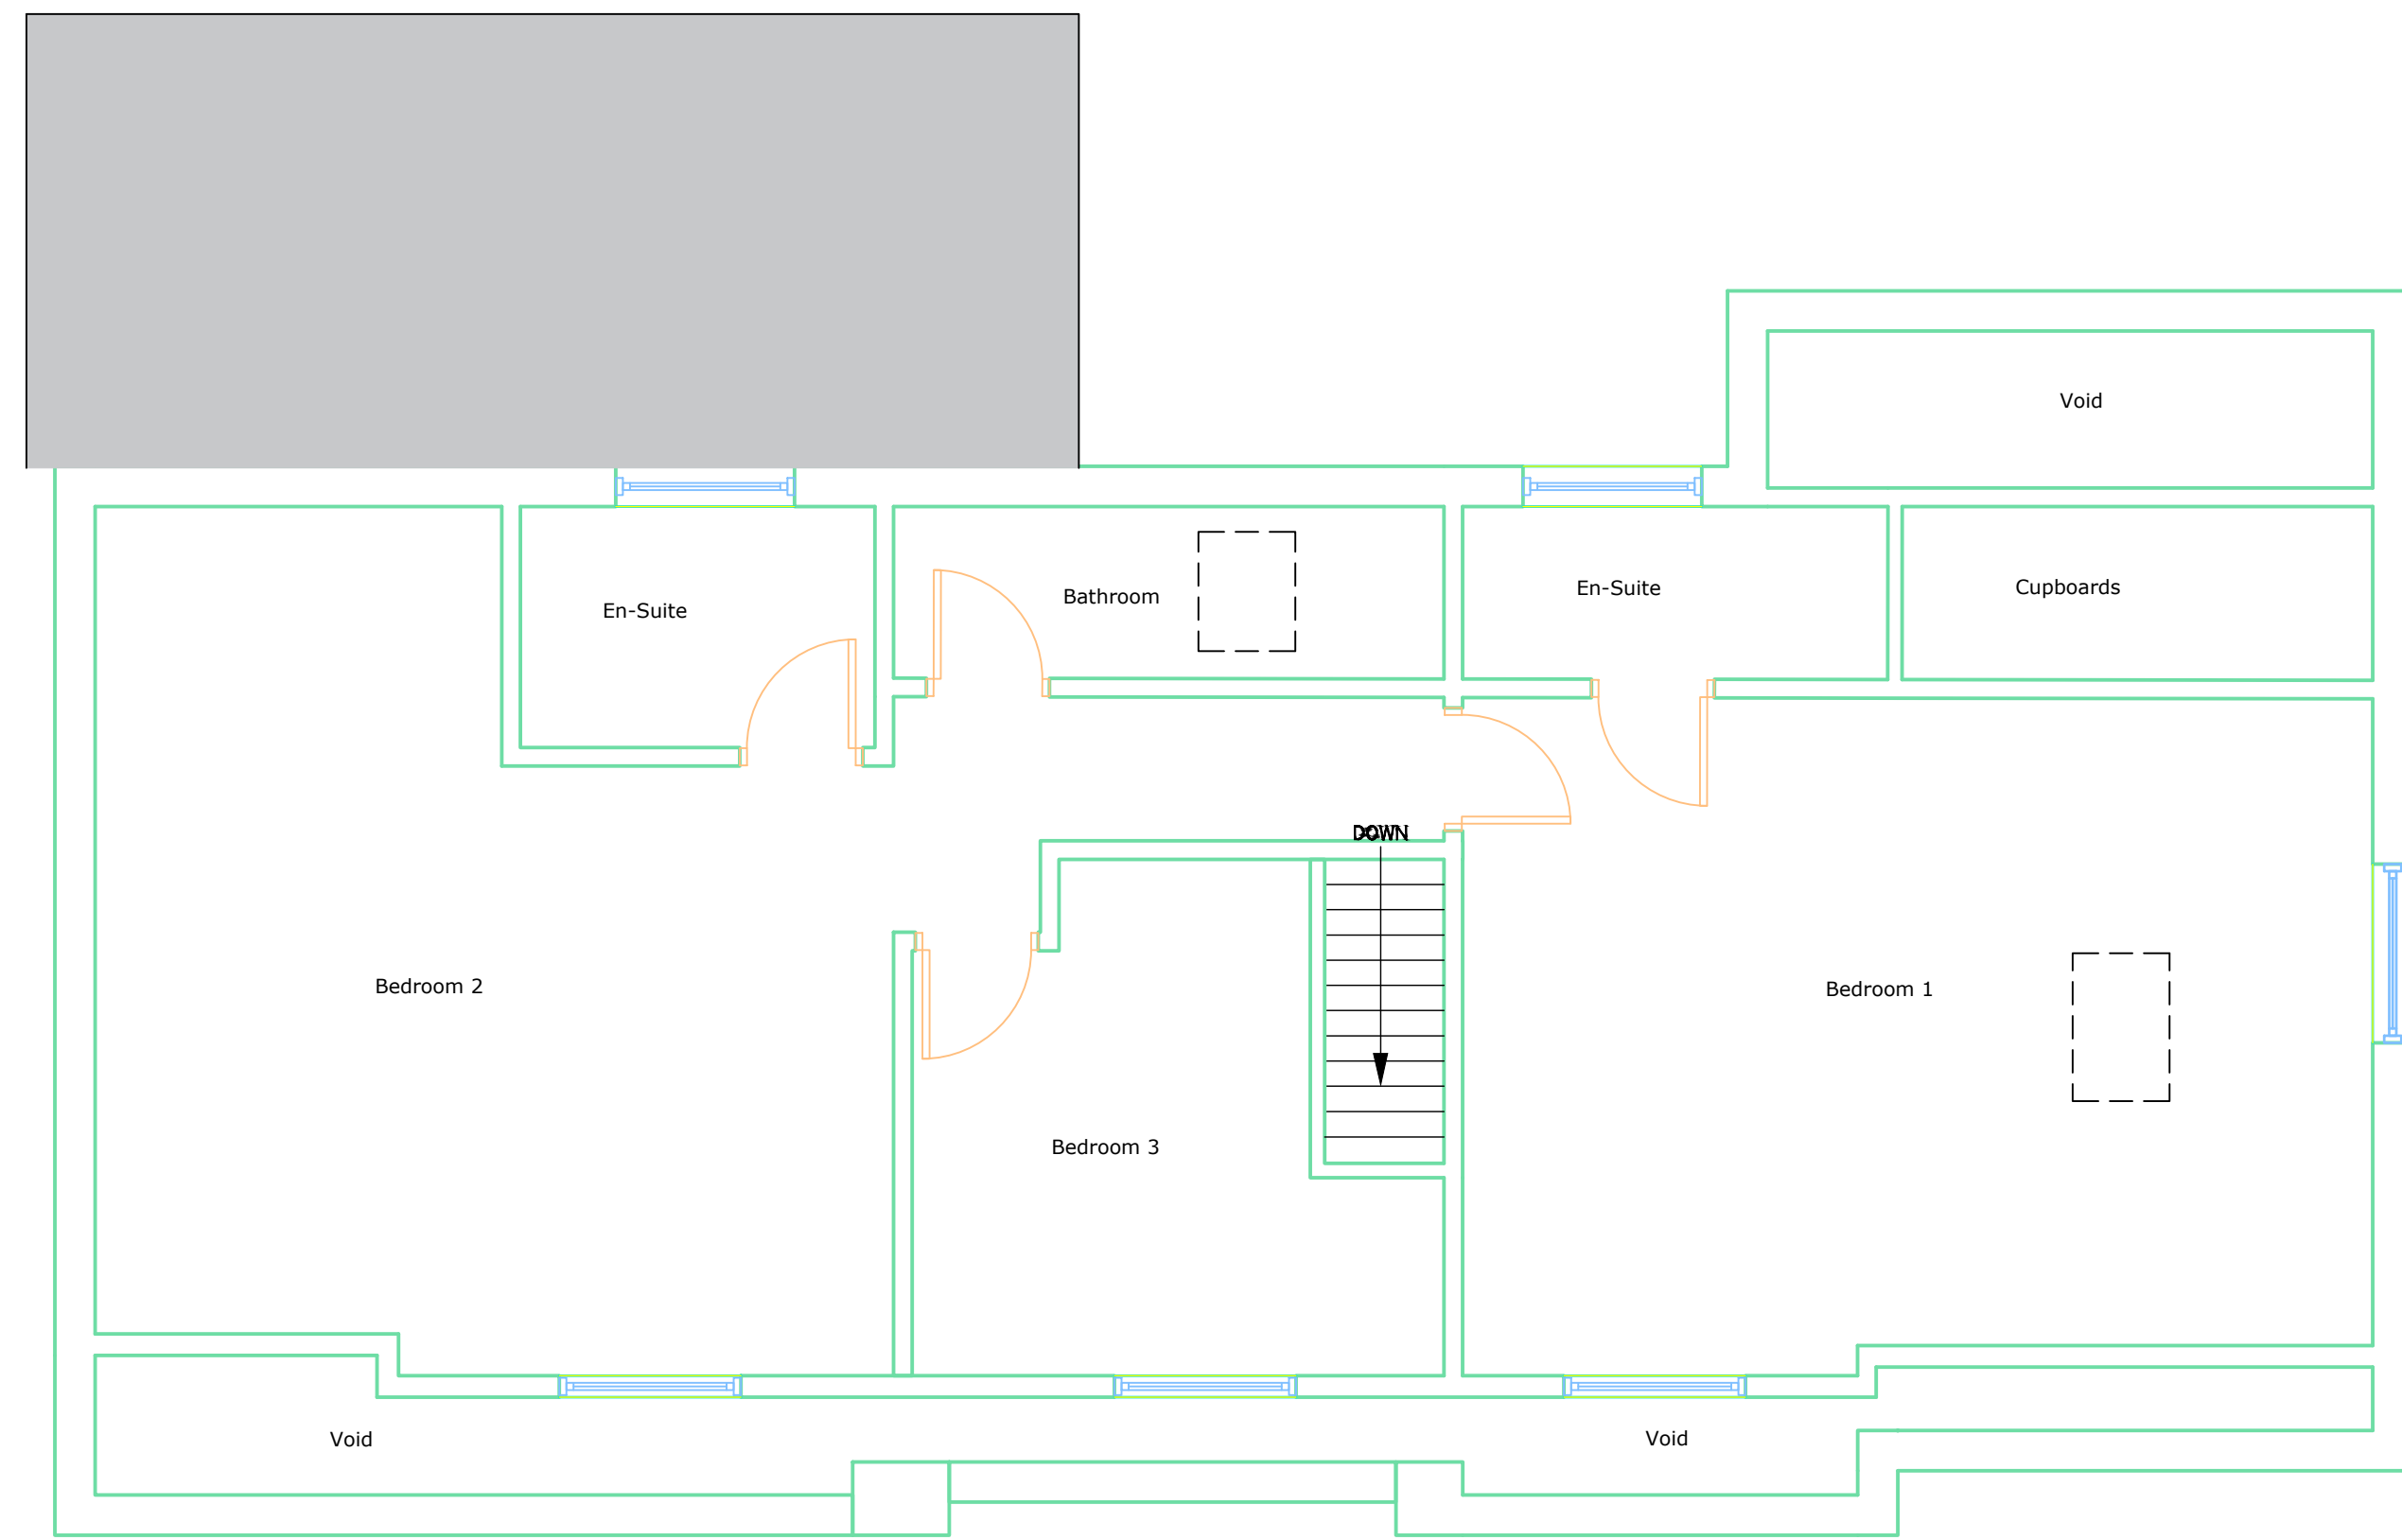 Void
Cupboards
En-Suite
Bathroom
En-Suite
DOWN
Bedroom 2
Bedroom 1
Bedroom 3
Void
Void